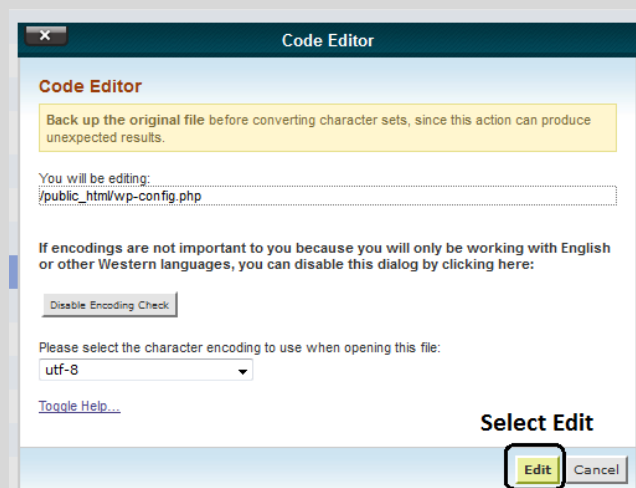 Code Editor
Code Editor
Back up the original file before converting character sets, since this action can produce
unexpected results.
You will be editing:
/public_html/wp-config.php
If encodings are not important to you because you will only be working with English
or other Western languages, you can disable this dialog by clicking here:
Disable Encoding Check
Please select the character encoding to use when opening this file:
utf-8
Toggle Help...
Select Edit
Edit Cancel